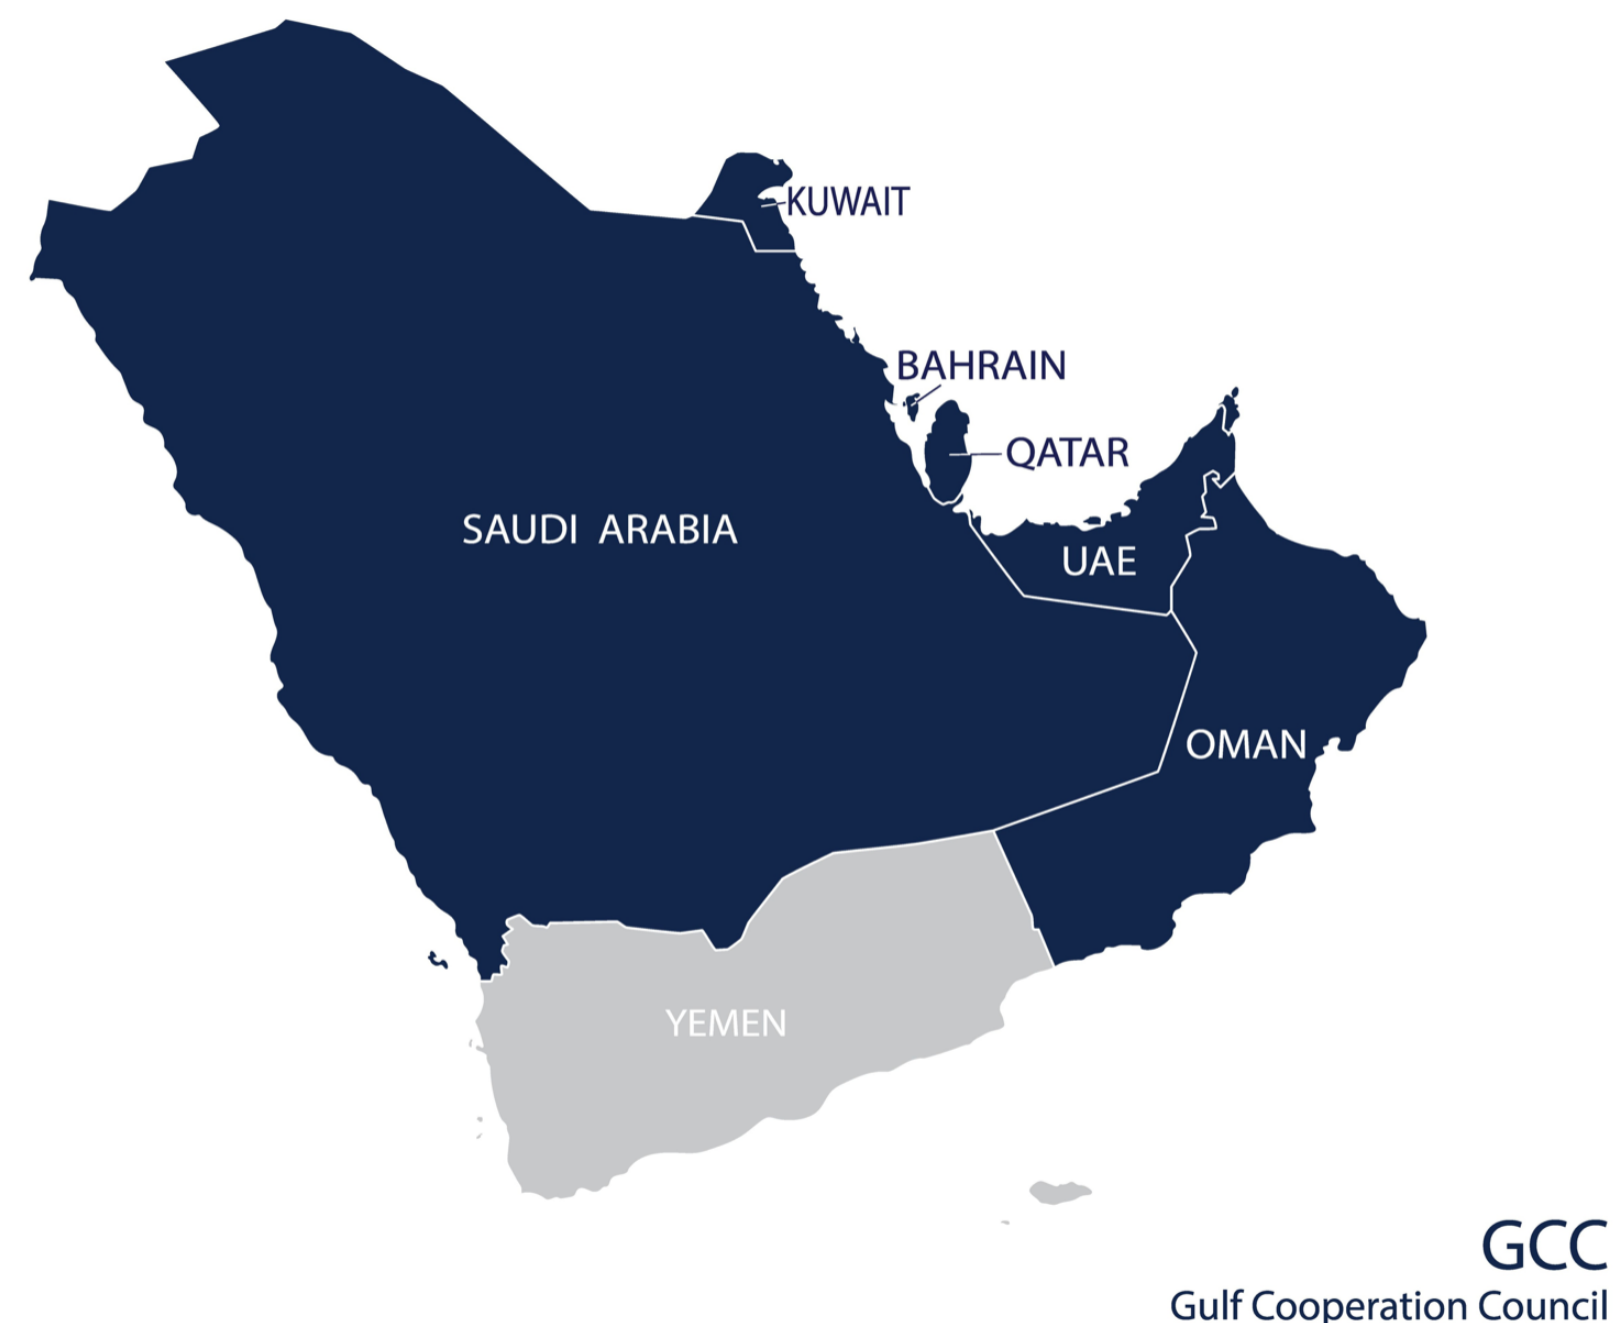 KUWAIT
BAHRAIN
QATAR
SAUDI ARABIA
UAE
OMAN
YEMEN
GCC
Gulf Cooperation Council